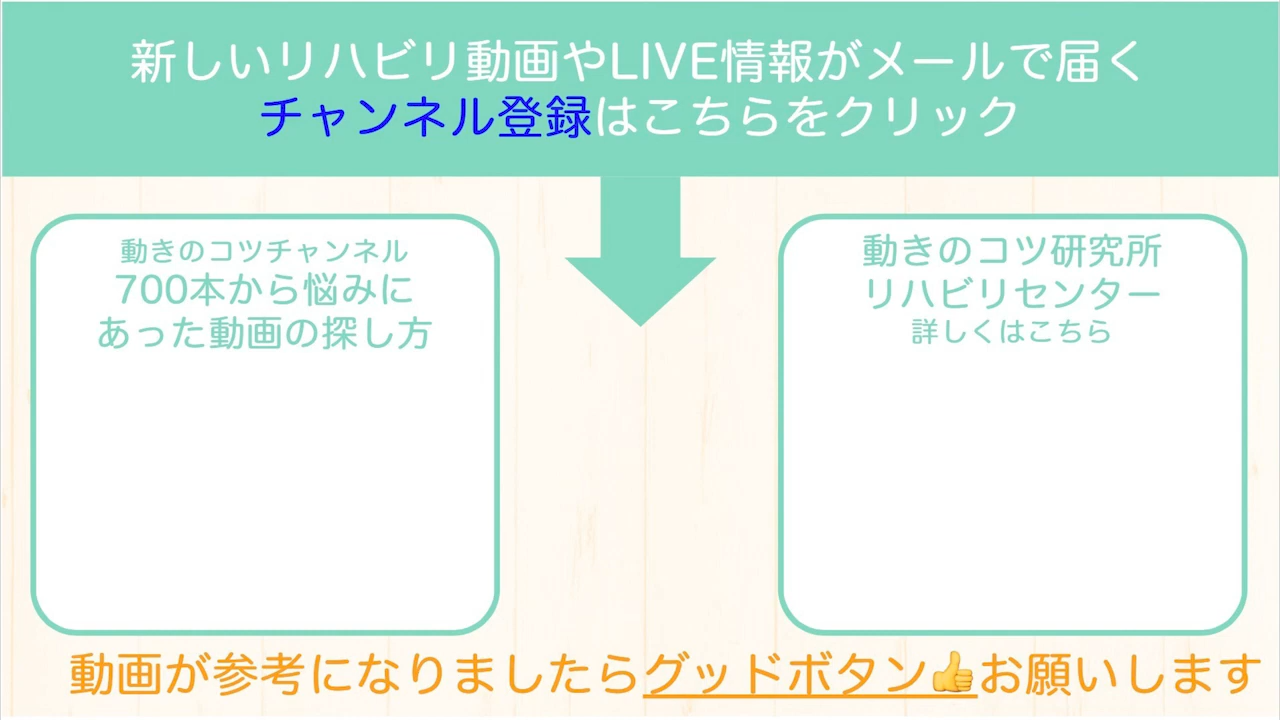 新しいリハビリ動画やLIVE情報がメールで届く
チャンネル登録はこちらをクリック
動きのコツチャンネル
700本から悩みに
あった動画の探し方
動きのコツ研究所
リハビリセンター
詳しくはこちら
動画が参考になりましたらグッドボタン👍お願いします